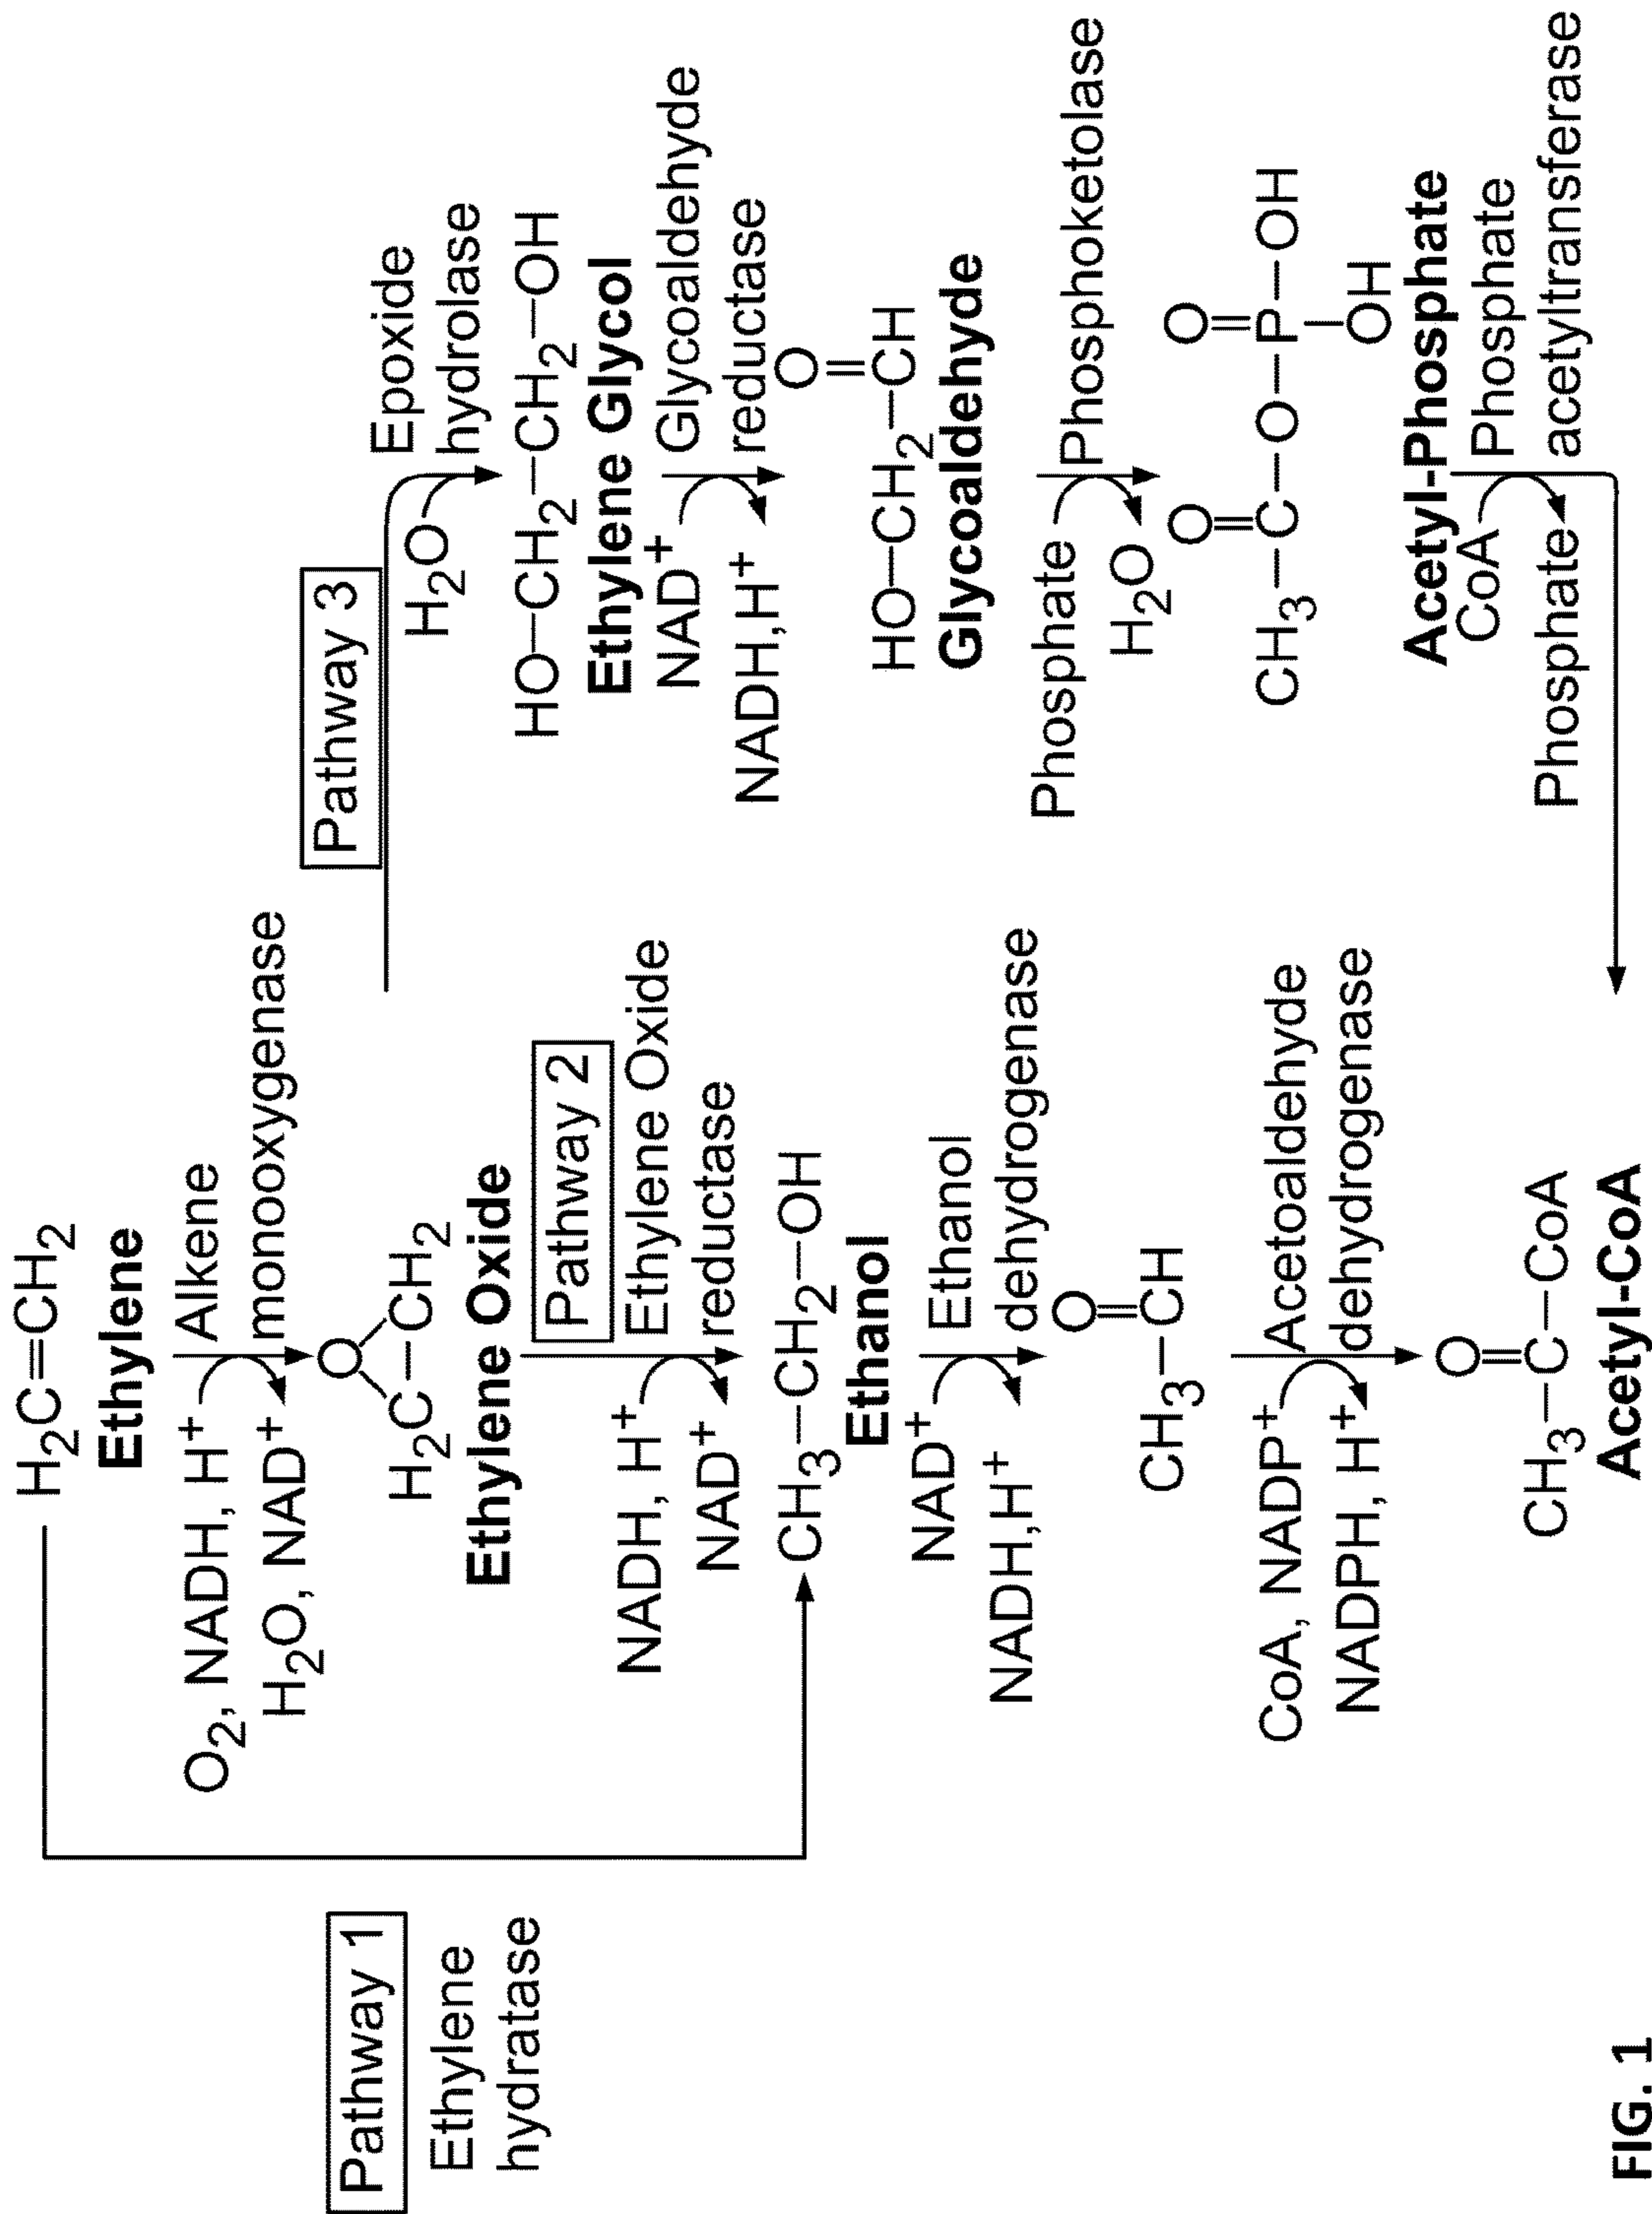 H2C=CH2
Ethylene
Alkene
monooxygenase
O2, NADH, H+
H2O, NAD+
O
H2C–CH2
Ethylene Oxide
Pathway 1
Ethylene
hydratase
Pathway 2
Ethylene Oxide
reductase
NADH, H+
NAD+
CH3–CH2–OH
Ethanol
Ethanol
dehydrogenase
NAD+
NADH,H+
O
CH3–CH
Acetoaldehyde
dehydrogenase
CoA, NADP+
NADPH, H+
O
CH3–C–CoA
Acetyl-CoA
Pathway 3
Epoxide
hydrolase
H2O
HO–CH2–CH2–OH
Ethylene Glycol
Glycoaldehyde
reductase
NAD+
NADH,H+
O
HO–CH2–CH
Glycoaldehyde
Phosphoketolase
Phosphate
H2O
O O
CH3–C–O–P–OH
OH
Acetyl-Phosphate
Phosphate
acetyltransferase
CoA
Phosphate
FIG. 1